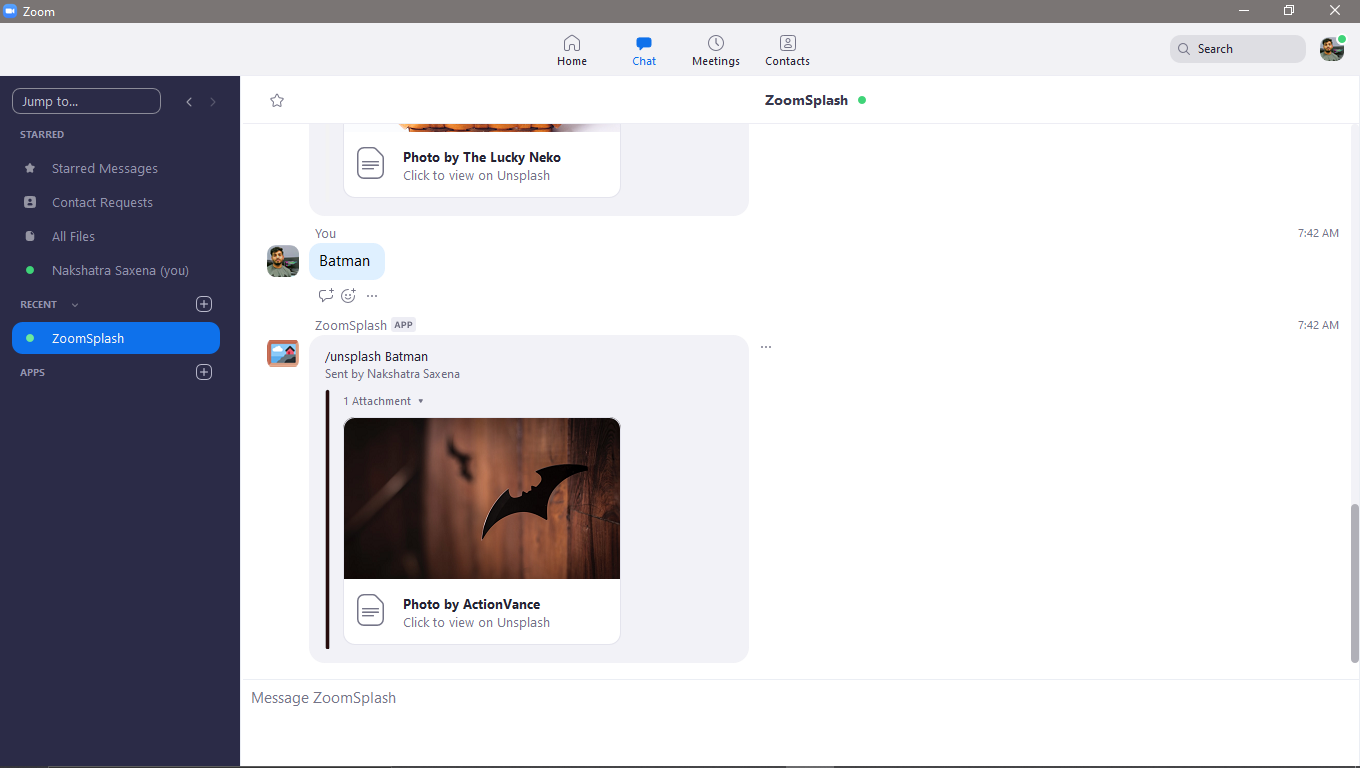 Zoom
Home
Chat
Meetings
Contacts
Search
Jump to...
STARRED
Starred Messages
Contact Requests
All Files
Nakshatra Saxena (you)
RECENT
ZoomSplash
APPS
ZoomSplash
Photo by The Lucky Neko
Click to view on Unsplash
You
7:42 AM
Batman
ZoomSplash APP
7:42 AM
/unsplash Batman
Sent by Nakshatra Saxena
1 Attachment
Photo by ActionVance
Click to view on Unsplash
Message ZoomSplash